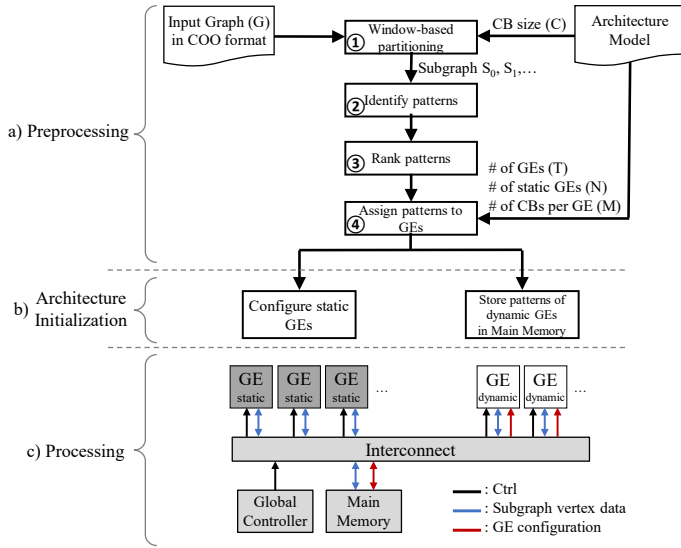 Input Graph (G)
in COO format
① Window-based
partitioning
CB size (C)
Architecture
Model
Subgraph S0, S1,…
② Identify patterns
a) Preprocessing
③ Rank patterns
# of GEs (T)
# of static GEs (N)
# of CBs per GE (M)
④ Assign patterns to
GEs
b) Architecture
Initialization
Configure static
GEs
Store patterns of
dynamic GEs
in Main Memory
c) Processing
GE
static
GE
static
GE
static
...
GE
dynamic
GE
dynamic
...
Interconnect
Global
Controller
Main
Memory
: Ctrl
: Subgraph vertex data
: GE configuration